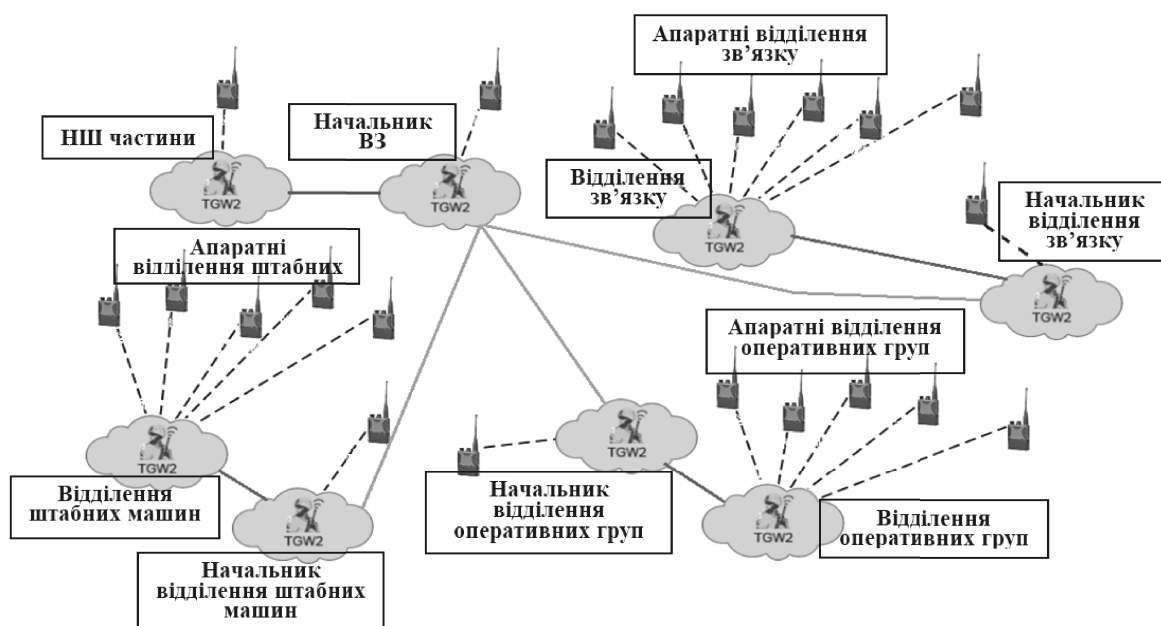 Апаратні відділення
зв’язку
НШ частини
Начальник
ВЗ
TGW2
TGW2
Відділення
зв’язку
TGW2
Начальник
відділення
зв’язку
TGW2
Апаратні
відділення штабних
Апаратні відділення
оперативних груп
TGW2
Відділення
штабних машин
TGW2
Начальник
відділення штабних
машин
TGW2
Начальник
відділення
оперативних груп
TGW2
Відділення
оперативних груп